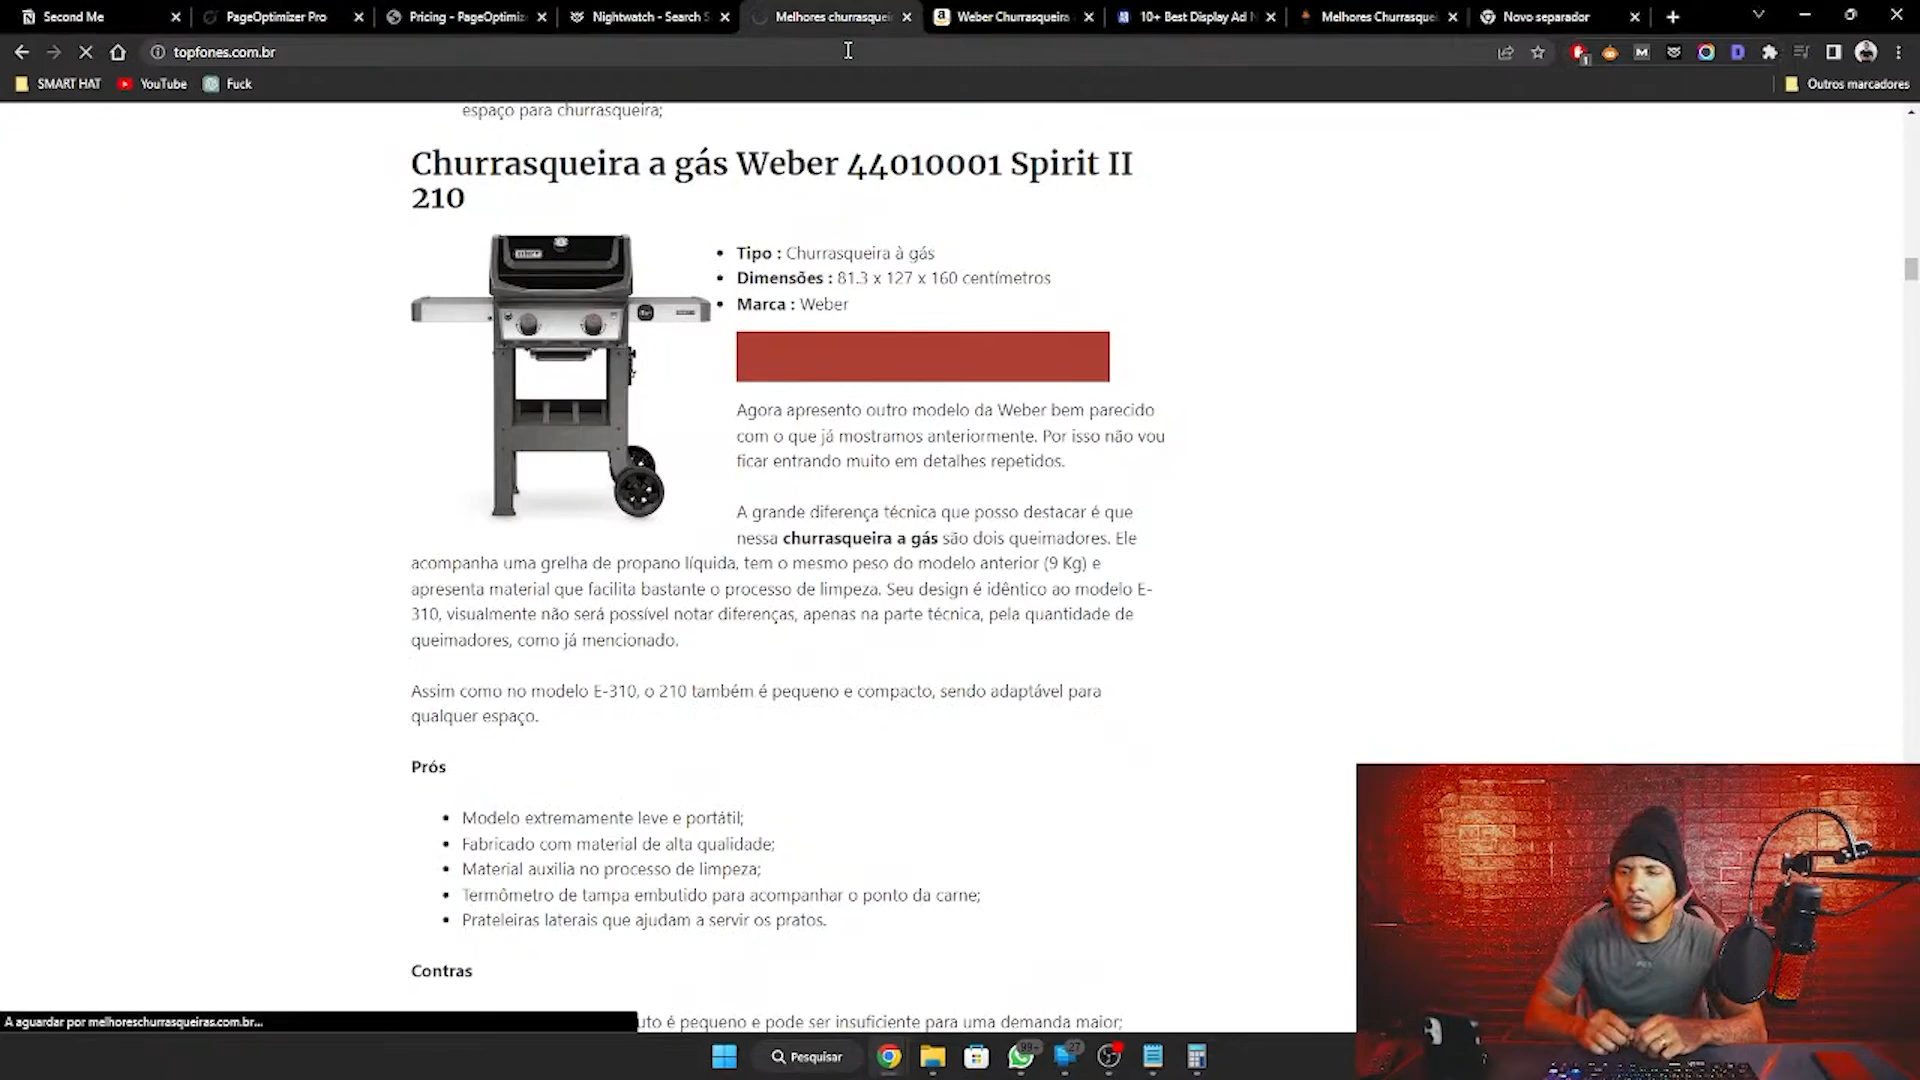 Second Me
PageOptimizer Pro
Pricing - PageOptimiz
Nightwatch - Search S
Melhores churrasquei
Weber Churrasqueira
10+ Best Display Ad N
Melhores Churrasque
Novo separador
topfones.com.br
SMART HAT
YouTube
Fuck
Outros marcadores
espaço para churrasqueira;
Churrasqueira a gás Weber 44010001 Spirit II
210
Tipo : Churrasqueira à gás
Dimensões : 81.3 x 127 x 160 centímetros
Marca : Weber
Agora apresento outro modelo da Weber bem parecido
com o que já mostramos anteriormente. Por isso não vou
ficar entrando muito em detalhes repetidos.
A grande diferença técnica que posso destacar é que
nessa churrasqueira a gás são dois queimadores. Ele
acompanha uma grelha de propano líquida, tem o mesmo peso do modelo anterior (9 Kg) e
apresenta material que facilita bastante o processo de limpeza. Seu design é idêntico ao modelo E-
310, visualmente não será possível notar diferenças, apenas na parte técnica, pela quantidade de
queimadores, como já mencionado.
Assim como no modelo E-310, o 210 também é pequeno e compacto, sendo adaptável para
qualquer espaço.
Prós
Modelo extremamente leve e portátil;
Fabricado com material de alta qualidade;
Material auxilia no processo de limpeza;
Termômetro de tampa embutido para acompanhar o ponto da carne;
Prateleiras laterais que ajudam a servir os pratos.
Contras
A aguardar por melhoreschurrasqueiras.com.br...
uto é pequeno e pode ser insuficiente para uma demanda maior;
Pesquisar
99+
27